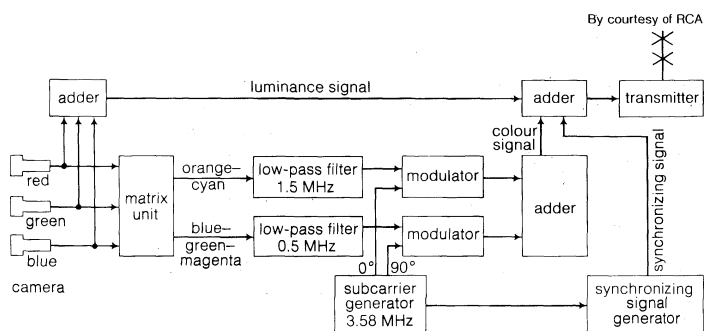 By courtesy of RCA
adder
luminance signal
adder
transmitter
colour
signal
synchronizing signal
red
green
blue
camera
matrix
unit
orange–
cyan
low-pass filter
1.5 MHz
modulator
blue–
green–
magenta
low-pass filter
0.5 MHz
modulator
adder
0°
90°
subcarrier
generator
3.58 MHz
synchronizing
signal
generator